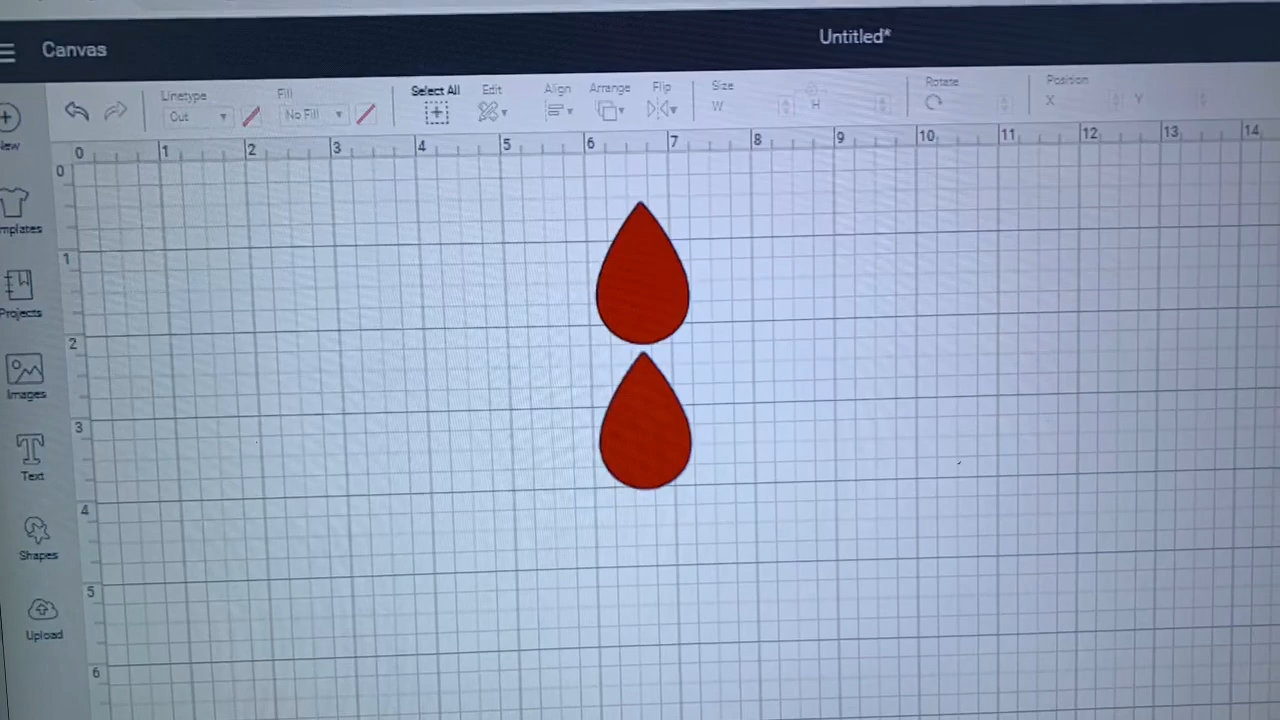 Canvas
Untitled*
Linetype
Cut
Fill
No Fill
Select All
Edit
Align
Arrange
Flip
Size
W
H
Rotate
Position
X
Y
0 1 2 3 4 5 6 7 8 9 10 11 12 13 14
0
1
2
3
4
5
6
New
mplates
Projects
Images
Text
Shapes
Upload